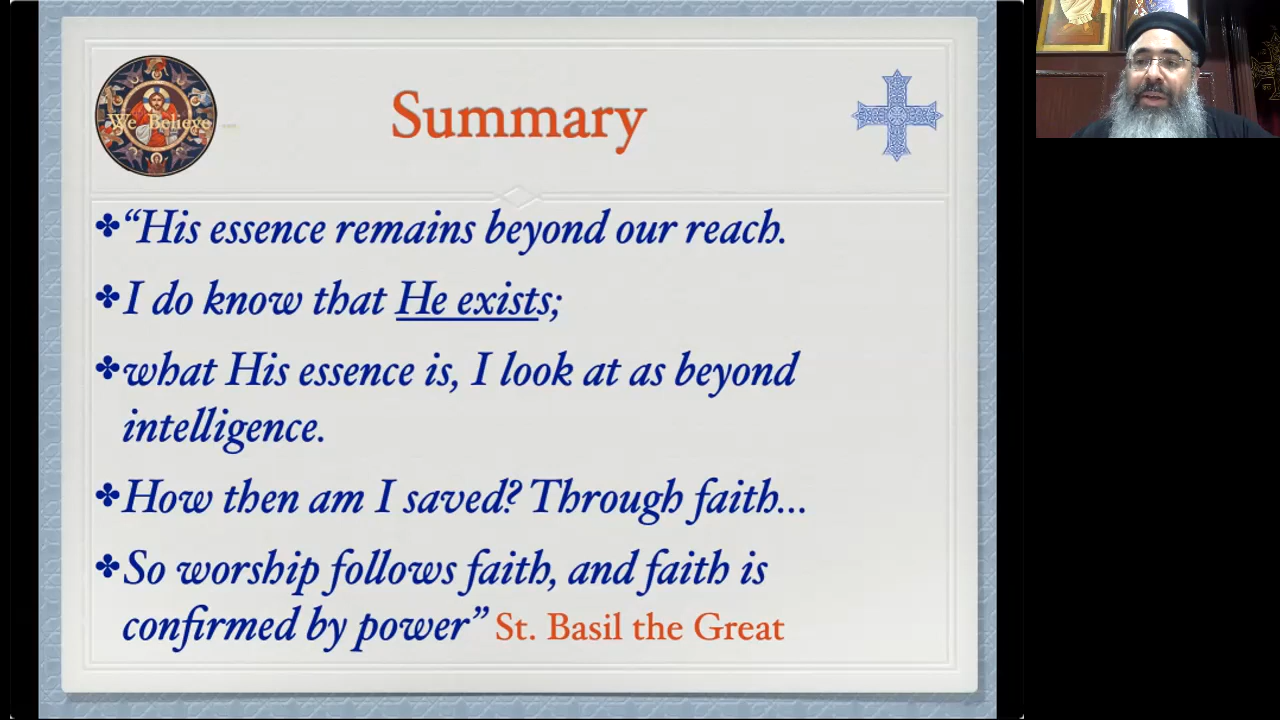 We Believe
Summary
“His essence remains beyond our reach.
I do know that He exists;
what His essence is, I look at as beyond
intelligence.
How then am I saved? Through faith...
So worship follows faith, and faith is
confirmed by power” St. Basil the Great